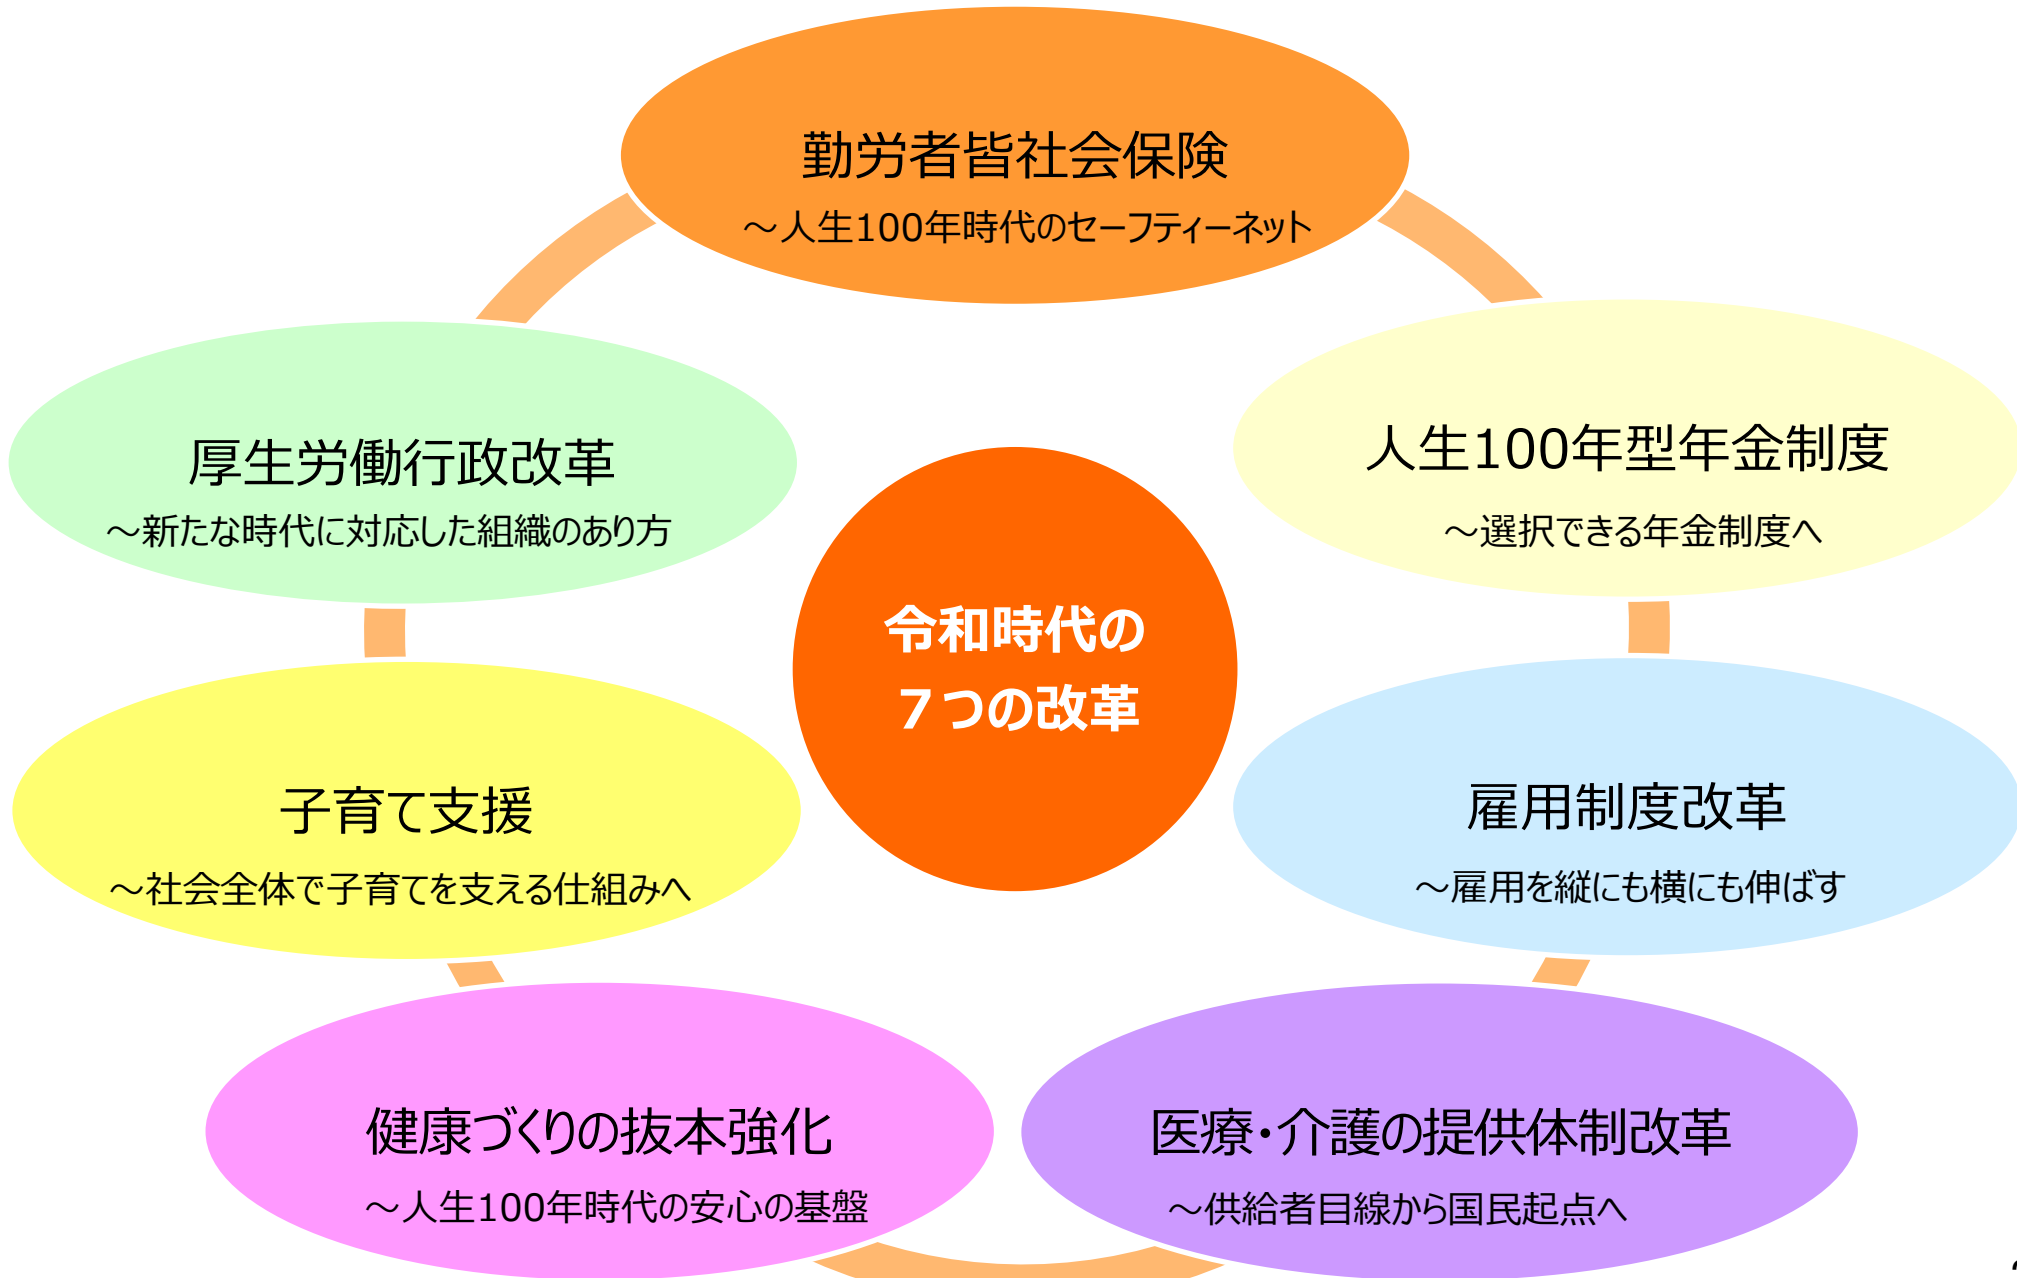 勤労者皆社会保険
～人生100年時代のセーフティーネット
人生100年型年金制度
～選択できる年金制度へ
雇用制度改革
～雇用を縦にも横にも伸ばす
医療・介護の提供体制改革
～供給者目線から国民起点へ
健康づくりの抜本強化
～人生100年時代の安心の基盤
子育て支援
～社会全体で子育てを支える仕組みへ
厚生労働行政改革
～新たな時代に対応した組織のあり方
令和時代の
７つの改革